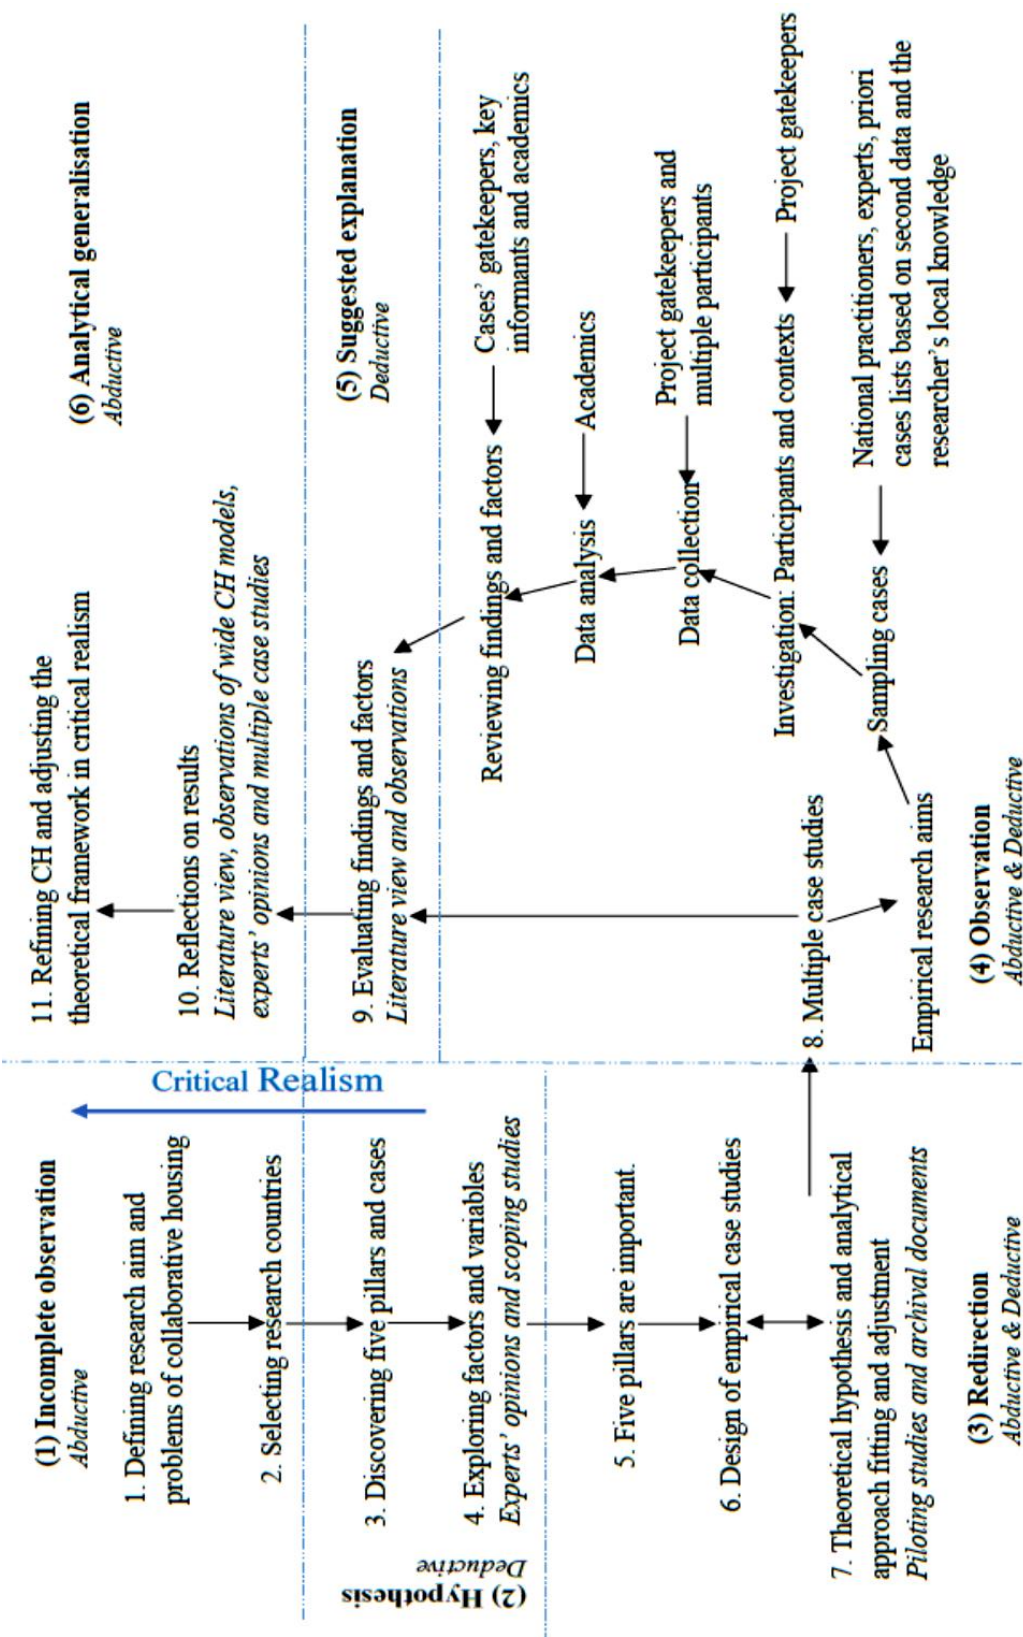 (1) Incomplete observation
Abductive
1. Defining research aim and
problems of collaborative housing
2. Selecting research countries
(2) Hypothesis
Deductive
3. Discovering five pillars and cases
4. Exploring factors and variables
Experts' opinions and scoping studies
5. Five pillars are important.
6. Design of empirical case studies
7. Theoretical hypothesis and analytical
approach fitting and adjustment
Piloting studies and archival documents
(3) Redirection
Abductive & Deductive
Critical Realism
11. Refining CH and adjusting the
theoretical framework in critical realism
10. Reflections on results
Literature view, observations of wide CH models,
experts' opinions and multiple case studies
(6) Analytical generalisation
Abductive
9. Evaluating findings and factors
Literature view and observations
(5) Suggested explanation
Deductive
Reviewing findings and factors
Cases' gatekeepers, key
informants and academics
Data analysis
Academics
Data collection
Project gatekeepers and
multiple participants
Investigation: Participants and contexts
Project gatekeepers
8. Multiple case studies
Sampling cases
National practitioners, experts, priori
cases lists based on second data and the
researcher's local knowledge
Empirical research aims
(4) Observation
Abductive & Deductive